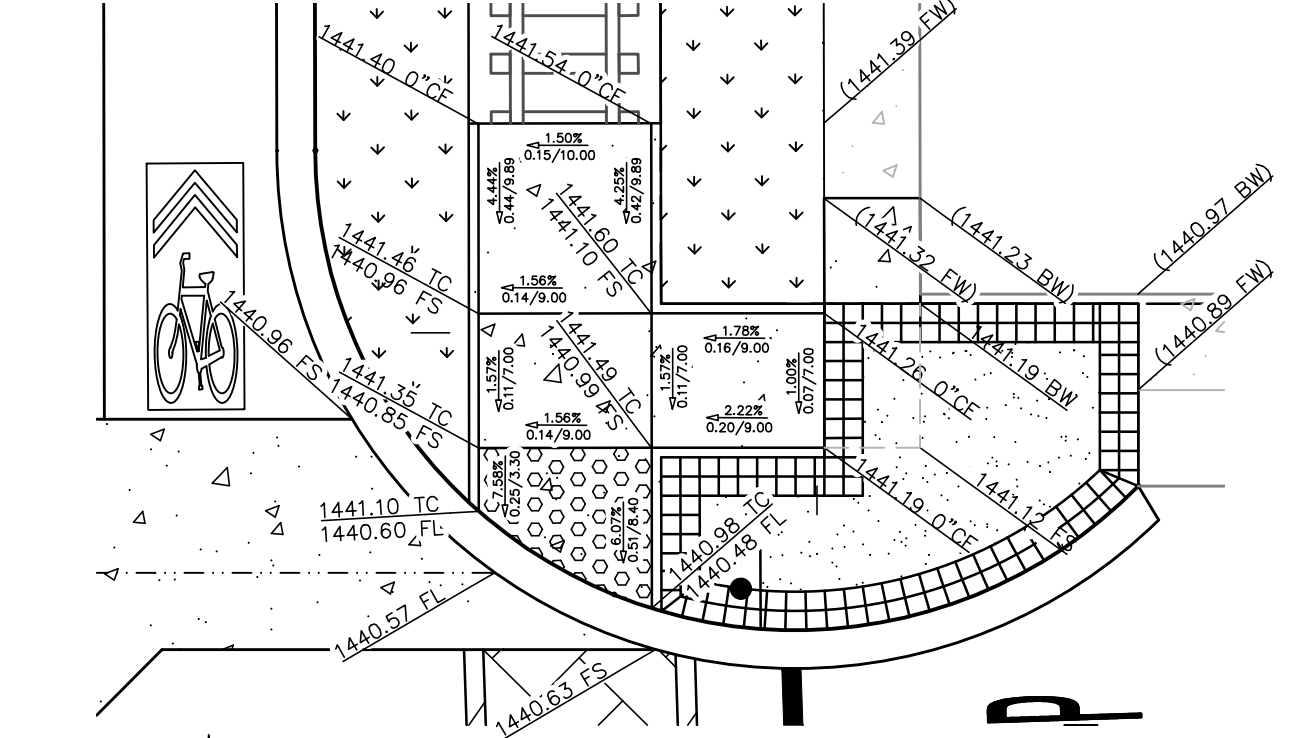 1441.40 0"CF
1441.54 0"CF
(1441.39 FW)
1.50%
0.15/10.00
4.44%
0.44/9.89
4.25%
0.42/9.89
1441.60 TC
1441.10 FS
(1441.32 FW)
(1441.23 BW)
(1440.97 BW)
(1440.89 FW)
1441.46 TC
1440.96 FS
1.56%
0.14/9.00
1440.96 FS
1441.35 TC
1440.85 FS
1.57%
0.11/7.00
1441.49 TC
1440.99 FS
1.57%
0.11/7.00
1.78%
0.16/9.00
1.00%
0.07/7.00
1441.26 0"CE
1441.19 BW
1.56%
0.14/9.00
2.22%
0.20/9.00
7.58%
0.25/3.30
6.07%
0.51/8.40
1441.10 TC
1440.60 FL
1440.98 TC
1440.48 FL
1441.19 0"CE
1441.12 FS
1440.57 FL
1440.63 FS